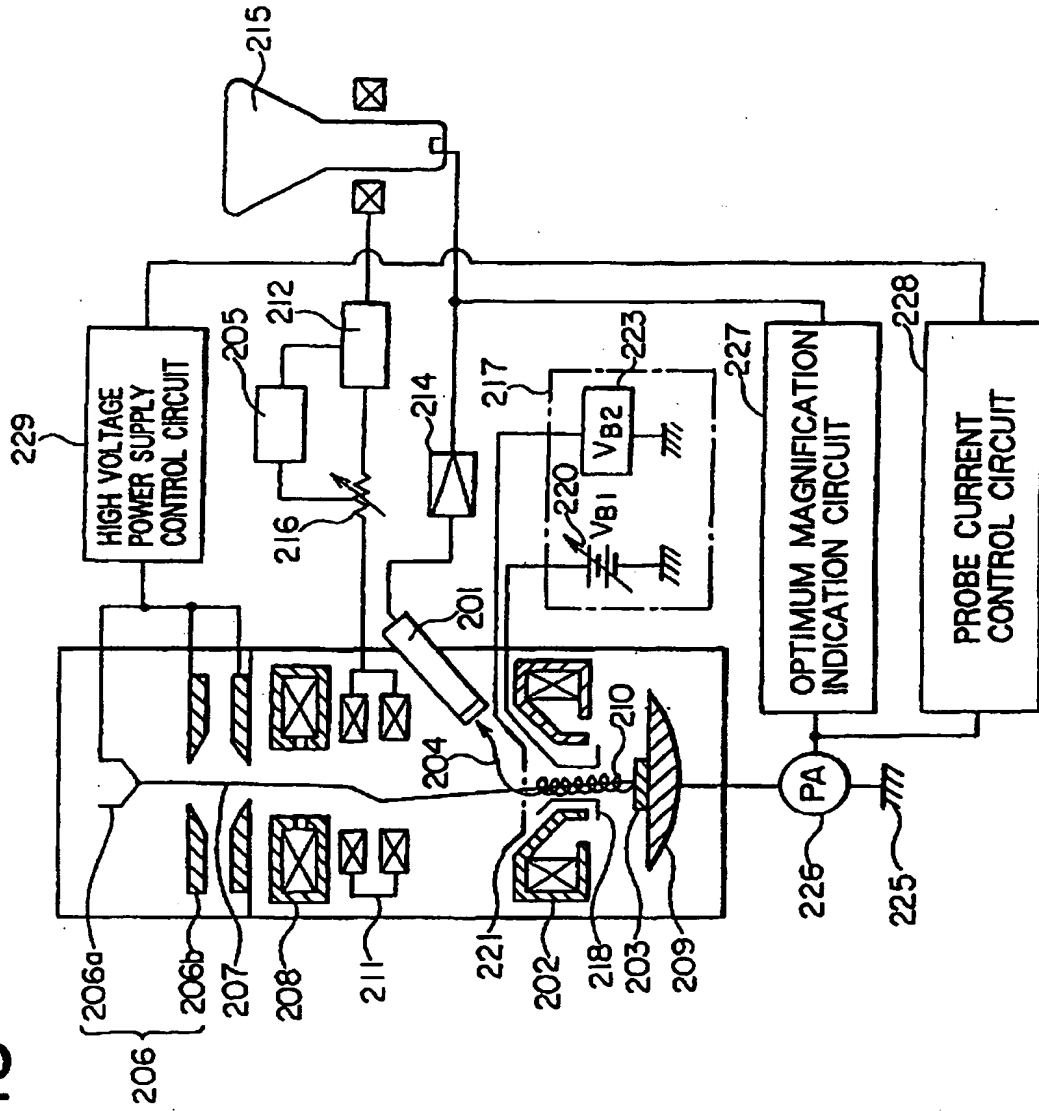 229
HIGH VOLTAGE
POWER SUPPLY
CONTROL CIRCUIT
215
205
212
216
214
206a
206b
206
207
208
211
201
204
217
223
VB2
220
VB1
221
202
218
203
209
210
227
OPTIMUM MAGNIFICATION
INDICATION CIRCUIT
228
PROBE CURRENT
CONTROL CIRCUIT
PA
226
225